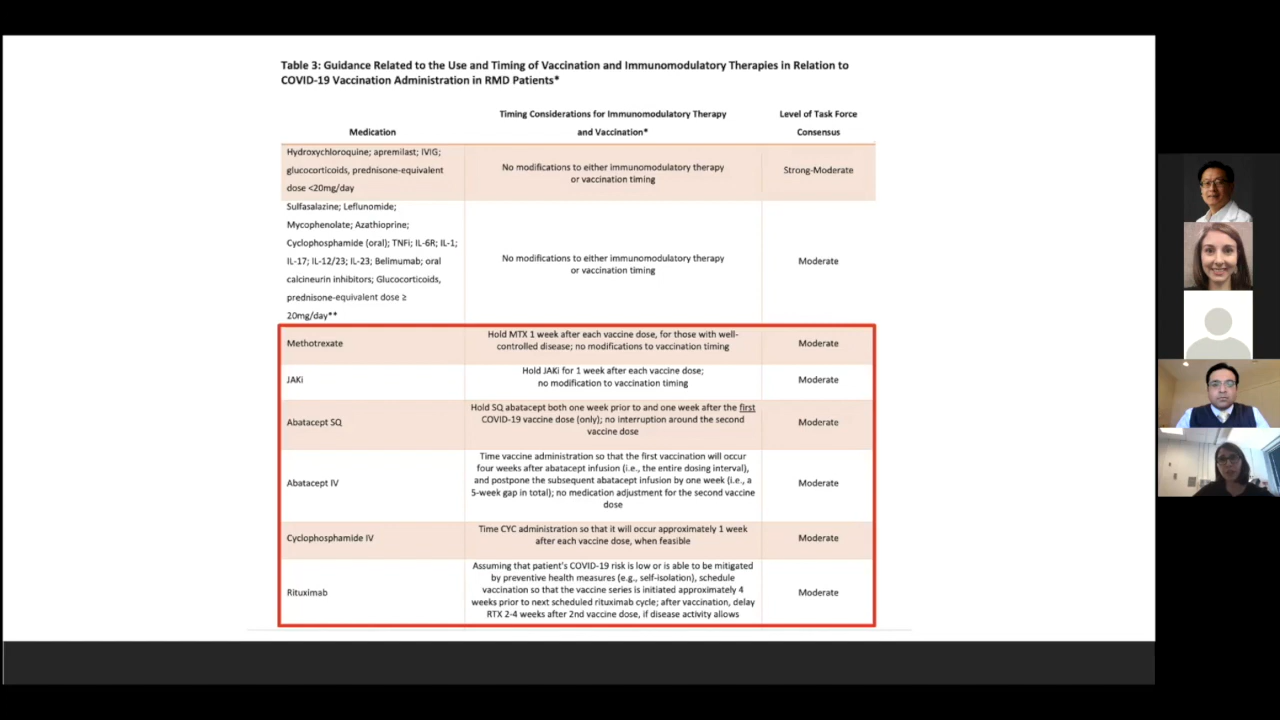 Table 3: Guidance Related to the Use and Timing of Vaccination and Immunomodulatory Therapies in Relation to
COVID-19 Vaccination Administration in RMD Patients*
Medication
Timing Considerations for Immunomodulatory Therapy
and Vaccination*
Level of Task Force
Consensus
Hydroxychloroquine; apremilast; IVIG;
glucocorticoids, prednisone-equivalent
dose <20mg/day
No modifications to either immunomodulatory therapy
or vaccination timing
Strong-Moderate
Sulfasalazine; Leflunomide;
Mycophenolate; Azathioprine;
Cyclophosphamide (oral); TNFi; IL-6R; IL-1;
IL-17; IL-12/23; IL-23; Belimumab; oral
calcineurin inhibitors; Glucocorticoids,
prednisone-equivalent dose ≥
20mg/day**
No modifications to either immunomodulatory therapy
or vaccination timing
Moderate
Methotrexate
Hold MTX 1 week after each vaccine dose, for those with well-
controlled disease; no modifications to vaccination timing
Moderate
JAKi
Hold JAKi for 1 week after each vaccine dose;
no modification to vaccination timing
Moderate
Abatacept SQ
Hold SQ abatacept both one week prior to and one week after the first
COVID-19 vaccine dose (only); no interruption around the second
vaccine dose
Moderate
Abatacept IV
Time vaccine administration so that the first vaccination will occur
four weeks after abatacept infusion (i.e., the entire dosing interval),
and postpone the subsequent abatacept infusion by one week (i.e., a
5-week gap in total); no medication adjustment for the second vaccine
dose
Moderate
Cyclophosphamide IV
Time CYC administration so that it will occur approximately 1 week
after each vaccine dose, when feasible
Moderate
Rituximab
Assuming that patient's COVID-19 risk is low or is able to be mitigated
by preventive health measures (e.g., self-isolation), schedule
vaccination so that the vaccine series is initiated approximately 4
weeks prior to next scheduled rituximab cycle; after vaccination, delay
RTX 2-4 weeks after 2nd vaccine dose, if disease activity allows
Moderate